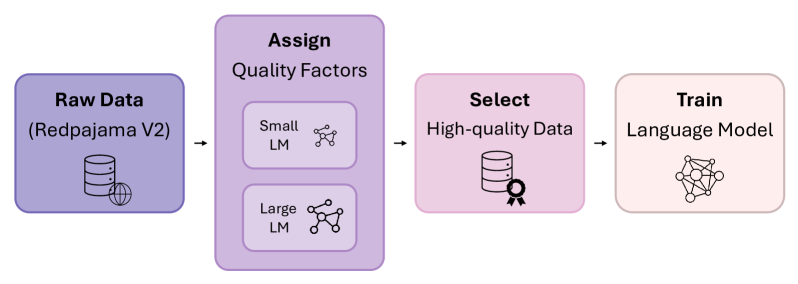 Raw Data
(Redpajama V2)
Assign
Quality Factors
Small
LM
Large
LM
Select
High-quality Data
Train
Language Model